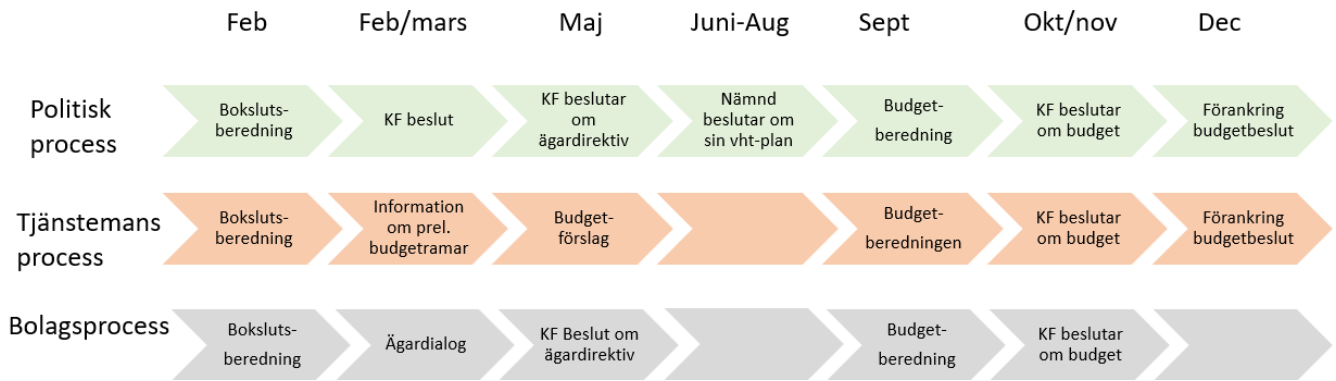 Feb Feb/mars Maj Juni-Aug Sept Okt/nov Dec
Politisk
process
Boksluts-
beredning
KF beslut
KF beslutar
om
ägardirektiv
Nämnd
beslutar om
sin vht-plan
Budget-
beredning
KF beslutar
om budget
Förankring
budgetbeslut
Tjänstemans
process
Boksluts-
beredning
Information
om prel.
budgetramar
Budget-
förslag
Budget-
beredningen
KF beslutar
om budget
Förankring
budgetbeslut
Bolagsprocess
Boksluts-
beredning
Ägardialog
KF Beslut om
ägardirektiv
Budget-
beredning
KF beslutar
om budget